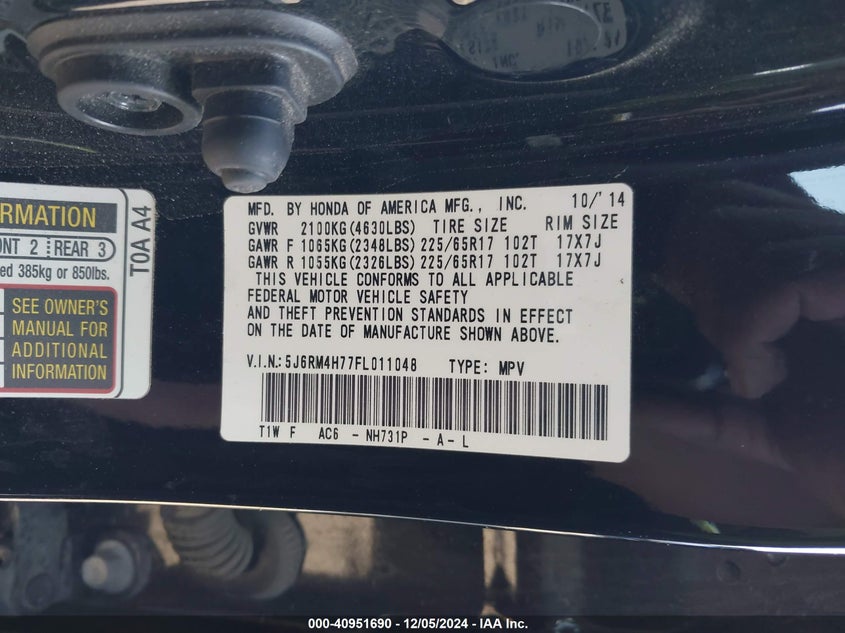 RMATION
NT 2 REAR 3
ed 385kg or 850lbs.
SEE OWNER'S
MANUAL FOR
ADDITIONAL
INFORMATION
T0A A4
MFD. BY HONDA OF AMERICA MFG., INC. 10/'14
GVWR 2100KG(4630LBS) TIRE SIZE RIM SIZE
GAWR F 1065KG(2348LBS) 225/65R17 102T 17X7J
GAWR R 1055KG(2326LBS) 225/65R17 102T 17X7J
THIS VEHICLE CONFORMS TO ALL APPLICABLE
FEDERAL MOTOR VEHICLE SAFETY
AND THEFT PREVENTION STANDARDS IN EFFECT
ON THE DATE OF MANUFACTURE SHOWN ABOVE.
V.I.N.: 5J6RM4H77FL011048 TYPE: MPV
T1W F AC6 - NH731P - A - L
000-40951690 - 12/05/2024 - IAA Inc.